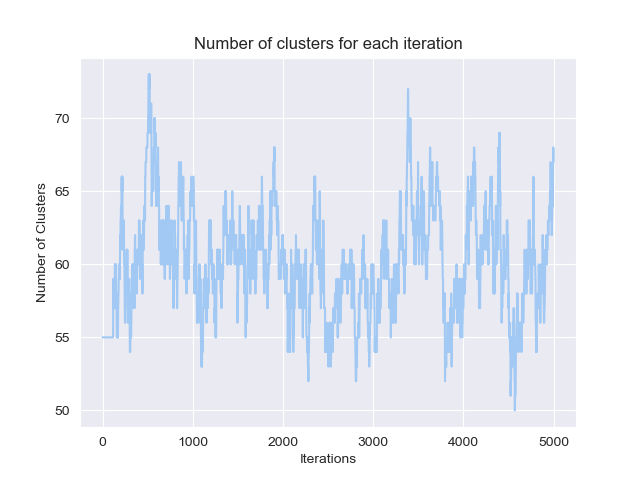 Number of clusters for each iteration
Number of Clusters
70
65
60
55
50
0 1000 2000 3000 4000 5000
Iterations